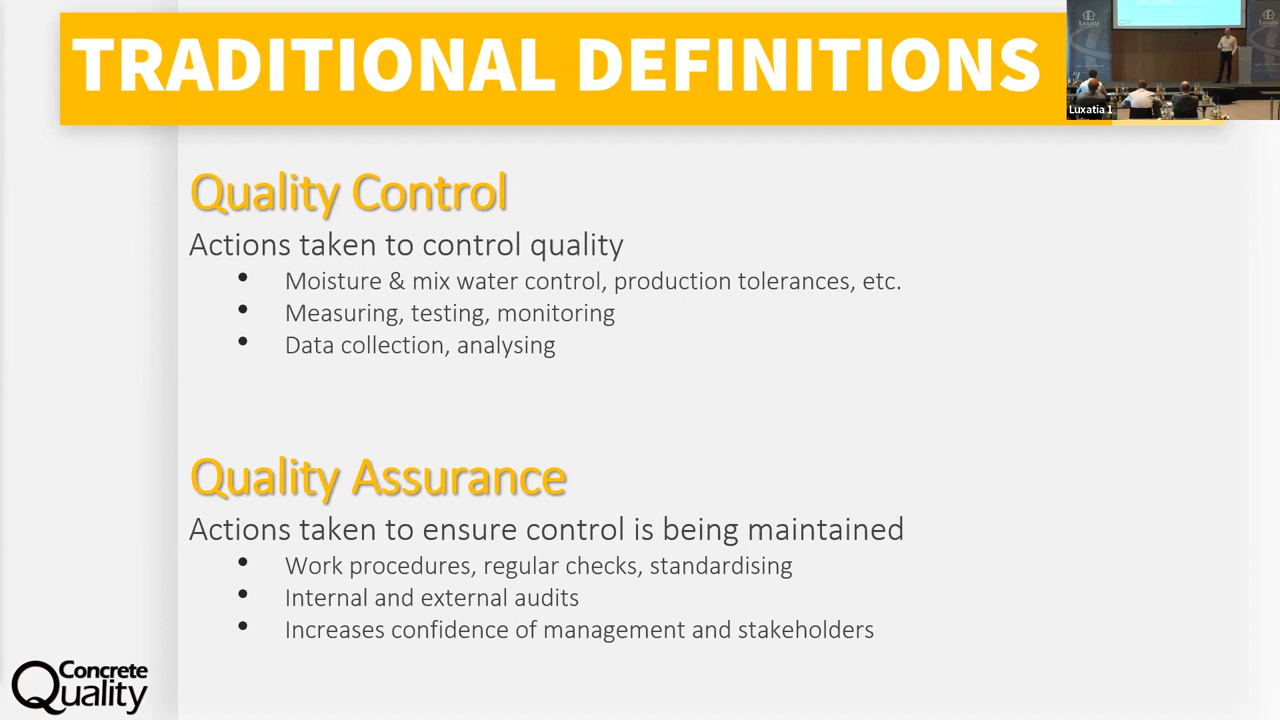 TRADITIONAL DEFINITIONS
Luxatia 1
Quality Control
Actions taken to control quality
• Moisture & mix water control, production tolerances, etc.
• Measuring, testing, monitoring
• Data collection, analysing
Quality Assurance
Actions taken to ensure control is being maintained
• Work procedures, regular checks, standardising
• Internal and external audits
• Increases confidence of management and stakeholders
Concrete
Quality